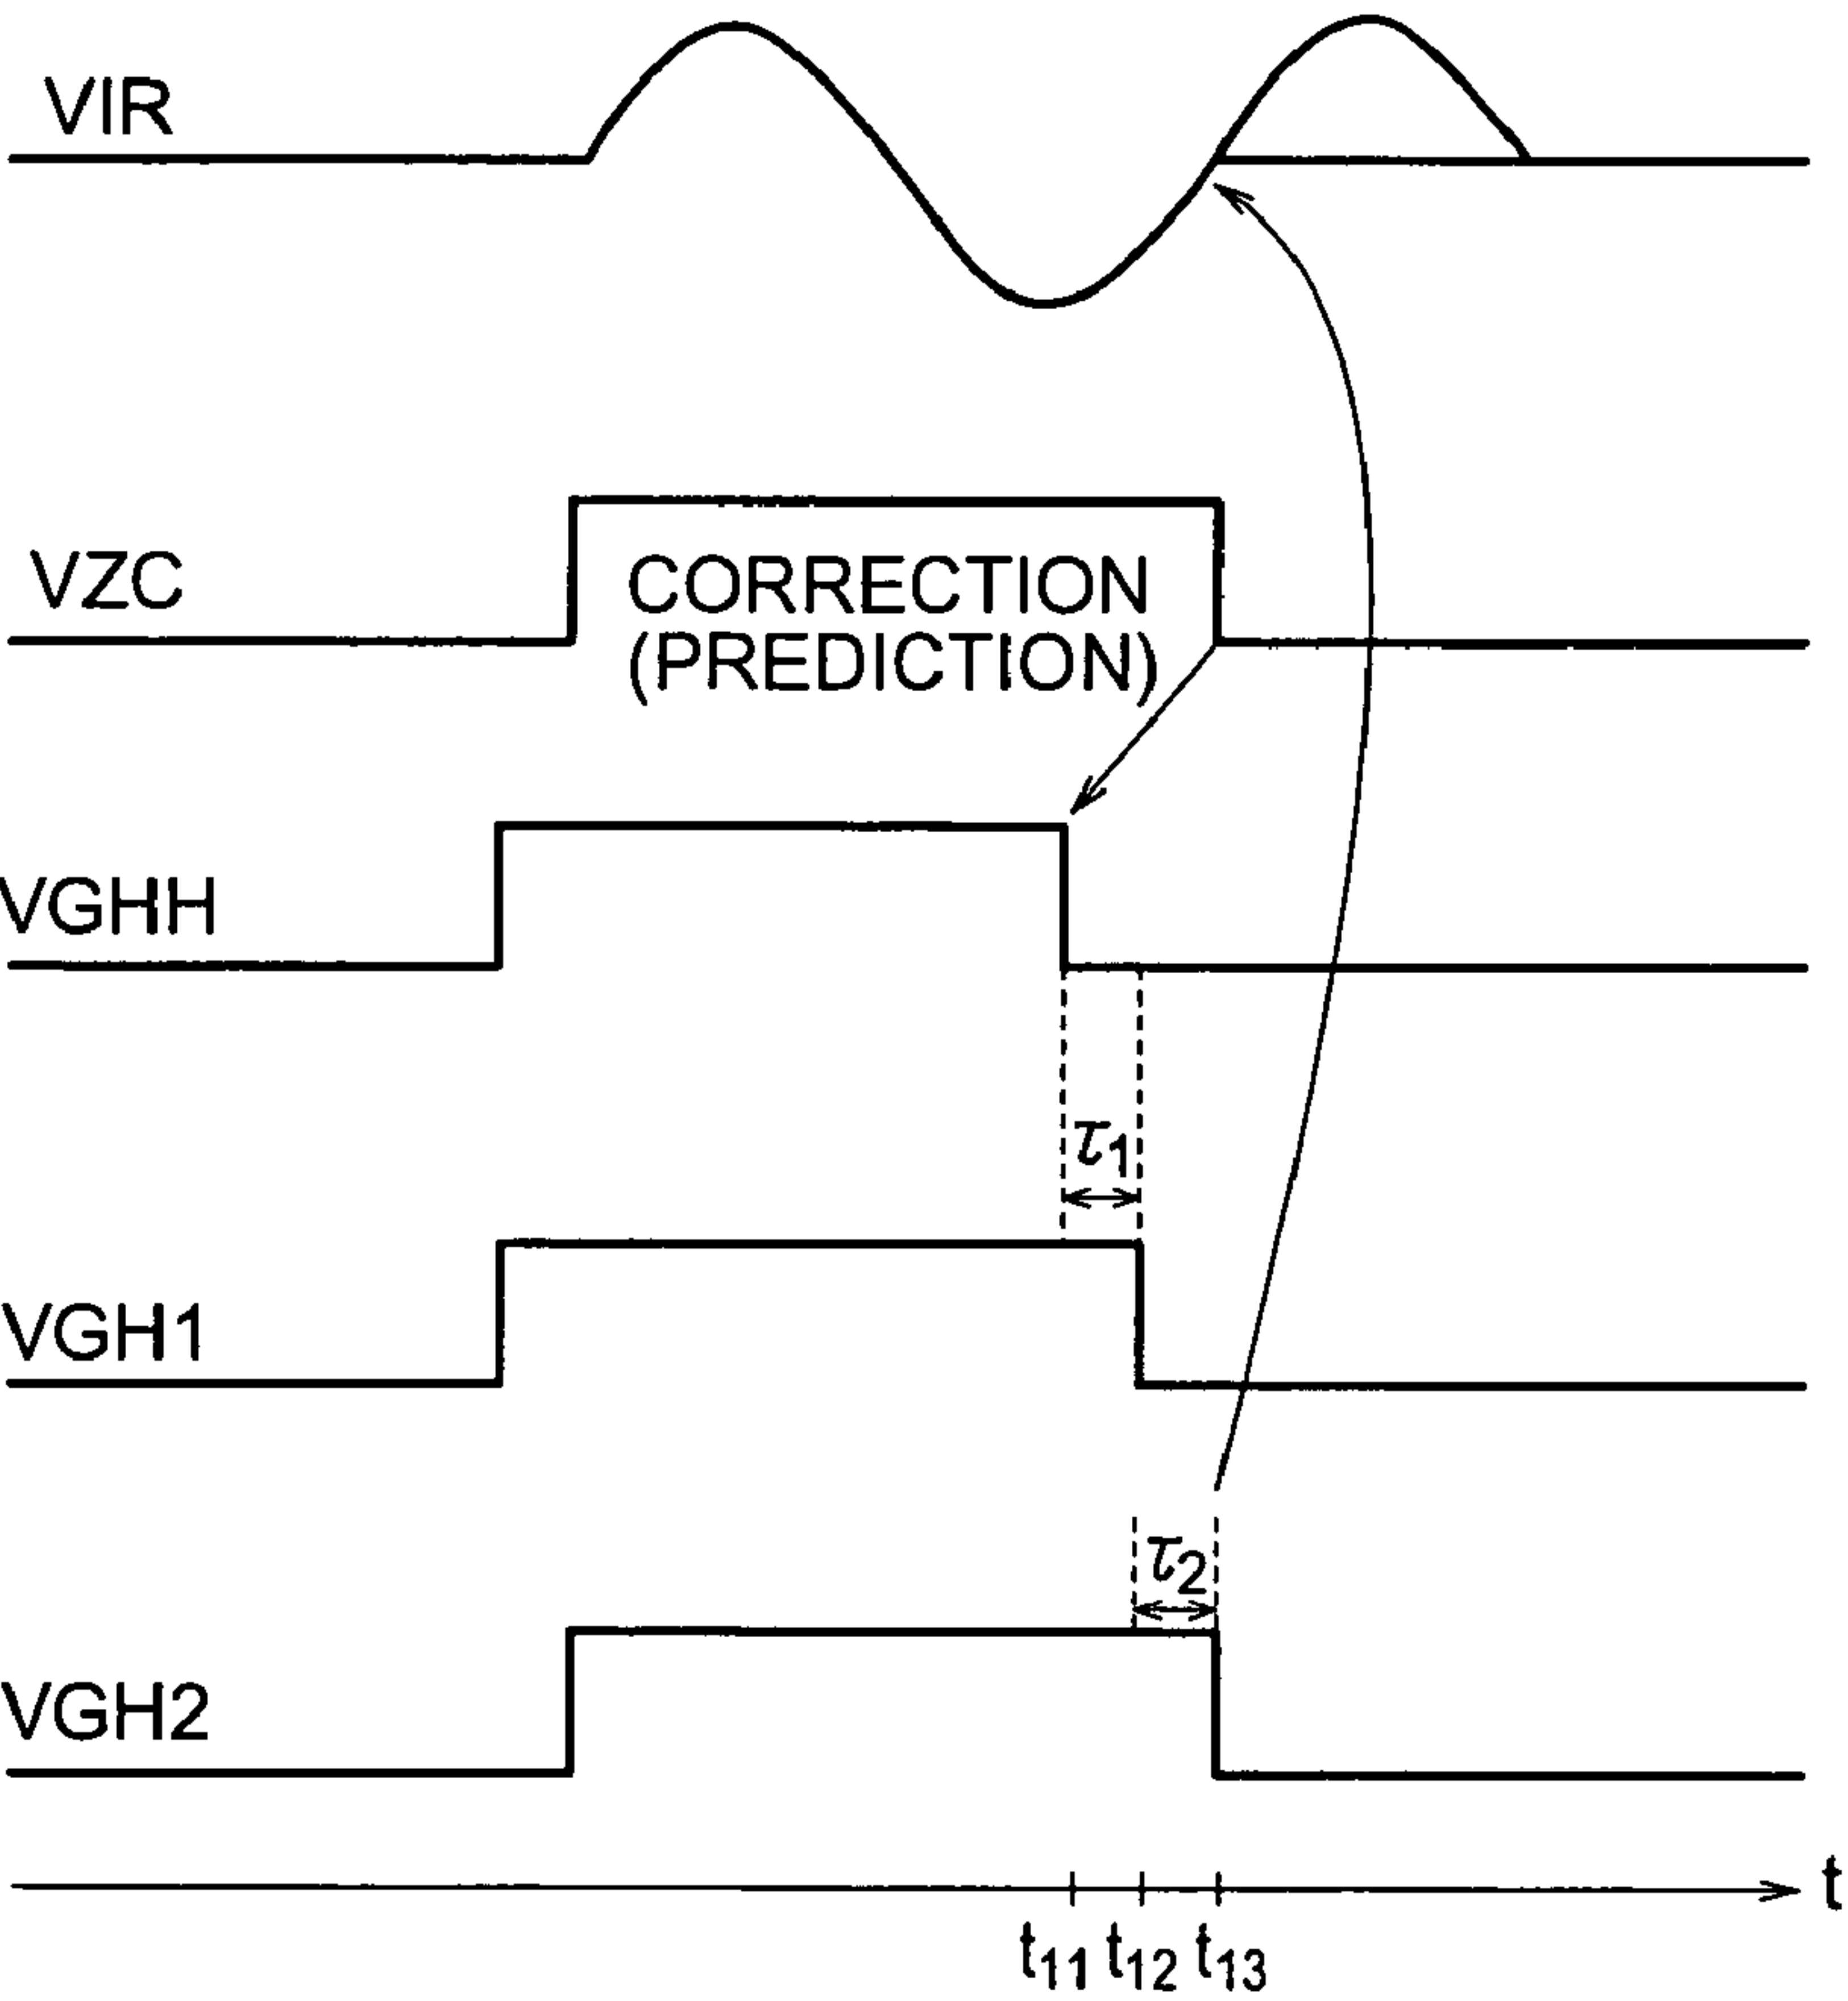 VIR
VZC
CORRECTION
(PREDICTION)
VGHH
τ1
VGH1
τ2
VGH2
t
t11 t12 t13